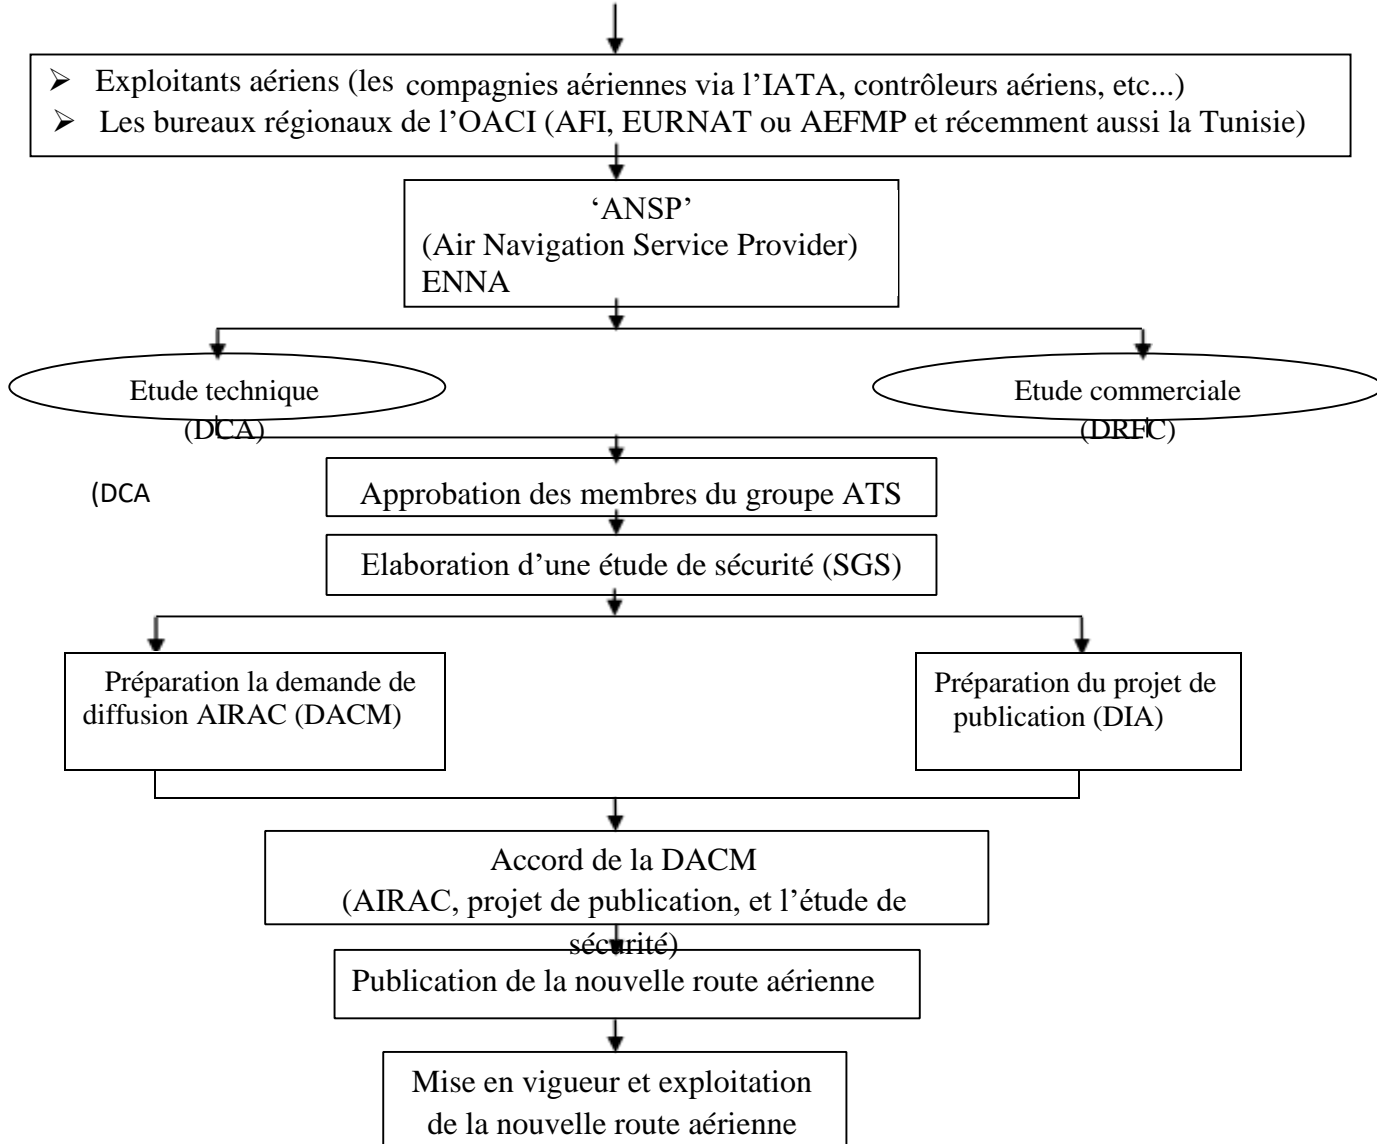 ➢ Exploitants aériens (les compagnies aériennes via l’IATA, contrôleurs aériens, etc...)
➢ Les bureaux régionaux de l’OACI (AFI, EURNAT ou AEFMP et récemment aussi la Tunisie)
‘ANSP’
(Air Navigation Service Provider)
ENNA
Etude technique
(DCA)
Etude commerciale
(DRFC)
(DCA
Approbation des membres du groupe ATS
Elaboration d’une étude de sécurité (SGS)
Préparation la demande de
diffusion AIRAC (DACM)
Préparation du projet de
publication (DIA)
Accord de la DACM
(AIRAC, projet de publication, et l’étude de
sécurité)
Publication de la nouvelle route aérienne
Mise en vigueur et exploitation
de la nouvelle route aérienne